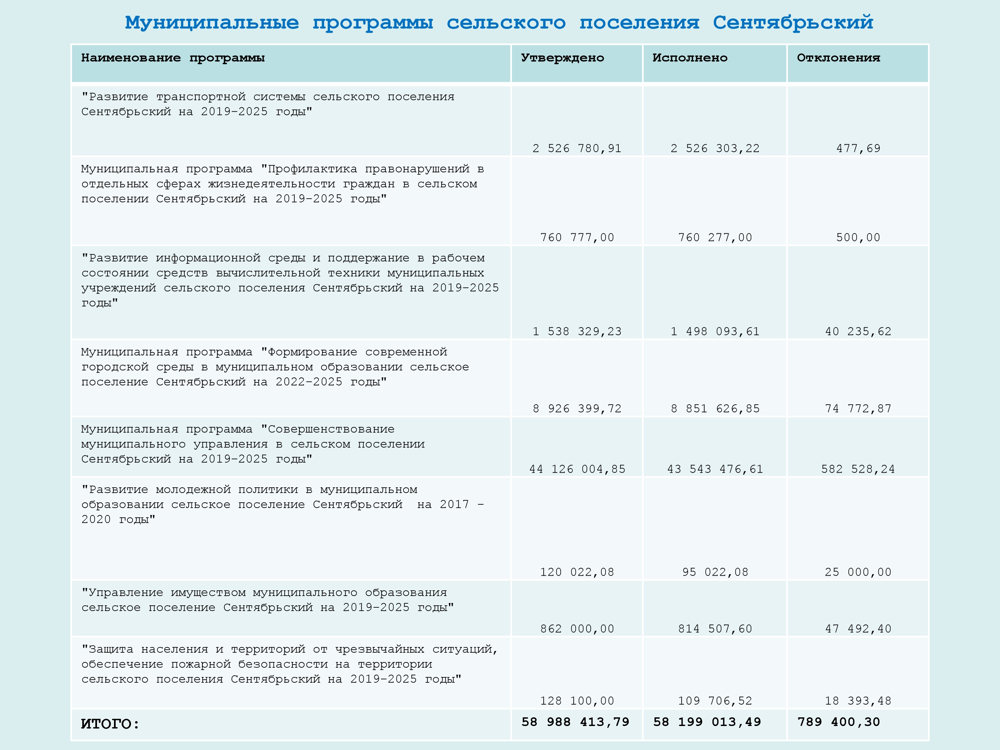 Муниципальные программы сельского поселения Сентябрьский
Наименование программы Утверждено Исполнено Отклонения
"Развитие транспортной системы сельского поселения
Сентябрьский на 2019-2025 годы"
2 526 780,91 2 526 303,22 477,69
Муниципальная программа "Профилактика правонарушений в
отдельных сферах жизнедеятельности граждан в сельском
поселении Сентябрьский на 2019-2025 годы"
760 777,00 760 277,00 500,00
"Развитие информационной среды и поддержание в рабочем
состоянии средств вычислительной техники муниципальных
учреждений сельского поселения Сентябрьский на 2019-2025
годы"
1 538 329,23 1 498 093,61 40 235,62
Муниципальная программа "Формирование современной
городской среды в муниципальном образовании сельское
поселение Сентябрьский на 2022-2025 годы"
8 926 399,72 8 851 626,85 74 772,87
Муниципальная программа "Совершенствование
муниципального управления в сельском поселении
Сентябрьский на 2019-2025 годы"
44 126 004,85 43 543 476,61 582 528,24
"Развитие молодежной политики в муниципальном
образовании сельское поселение Сентябрьский  на 2017 -
2020 годы"
120 022,08 95 022,08 25 000,00
"Управление имуществом муниципального образования
сельское поселение Сентябрьский на 2019-2025 годы"
862 000,00 814 507,60 47 492,40
"Защита населения и территорий от чрезвычайных ситуаций,
обеспечение пожарной безопасности на территории
сельского поселения Сентябрьский на 2019-2025 годы"
128 100,00 109 706,52 18 393,48
ИТОГО: 58 988 413,79 58 199 013,49 789 400,30